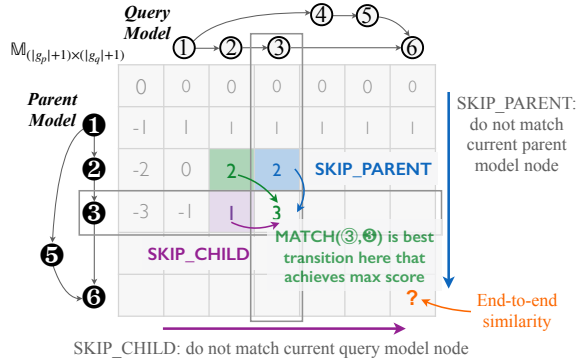 Query
Model
④ ⑤
𝕄(|gp|+1)×(|gq|+1)
① ② ③ ⑥
Parent
Model
0 0 0 0 0 0 0
❶ -1 1 1 1 1 1 1
❷ -2 0 2 2 SKIP_PARENT
❸ -3 -1 1 3
SKIP_PARENT:
do not match
current parent
model node
SKIP_CHILD
MATCH(③,❸) is best
transition here that
achieves max score
❺
❻ ?
End-to-end
similarity
SKIP_CHILD: do not match current query model node